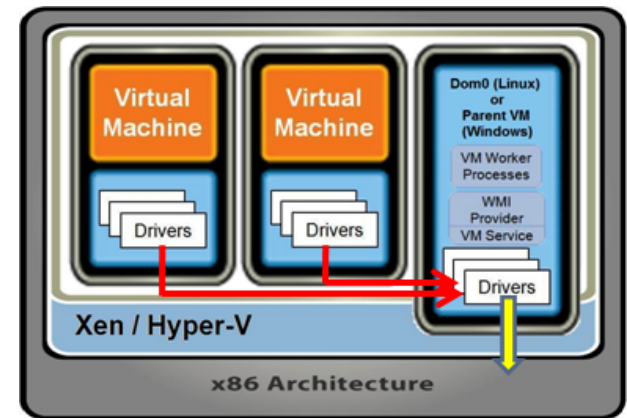 Virtual
Machine
Drivers
Virtual
Machine
Drivers
Dom0 (Linux)
or
Parent VM
(Windows)
VM Worker
Processes
WMI
Provider
VM Service
Drivers
Xen / Hyper-V
x86 Architecture